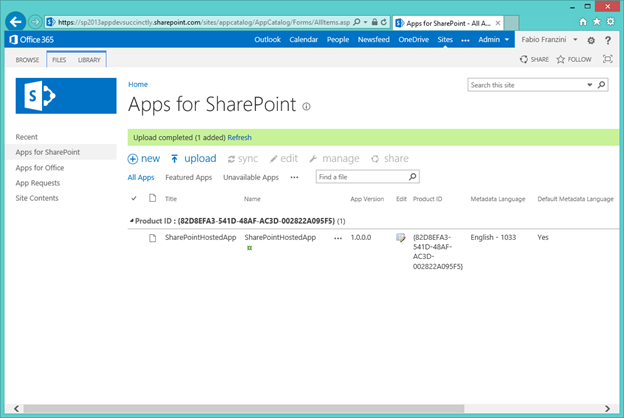 https://sp2013appdevsuccinctly.sharepoint.com/sites/appcatalog/AppCatalog/Forms/AllItems.asp
Apps for SharePoint - All A...
Office 365
Outlook Calendar People Newsfeed OneDrive Sites ... Admin Fabio Franzini ?
BROWSE FILES LIBRARY
SHARE FOLLOW
S
Home
Search this site
Apps for SharePoint
Upload completed (1 added) Refresh
Recent
Apps for SharePoint
Apps for Office
App Requests
Site Contents
new upload sync edit manage share
All Apps Featured Apps Unavailable Apps ... Find a file
Title Name App Version Edit Product ID Metadata Language Default Metadata Language
Product ID : {82D8EFA3-541D-48AF-AC3D-002822A095F5} (1)
SharePointHostedApp SharePointHostedApp ... 1.0.0.0 {82D8EFA3- English - 1033 Yes
541D-48AF-
AC3D-
002822A095F5}